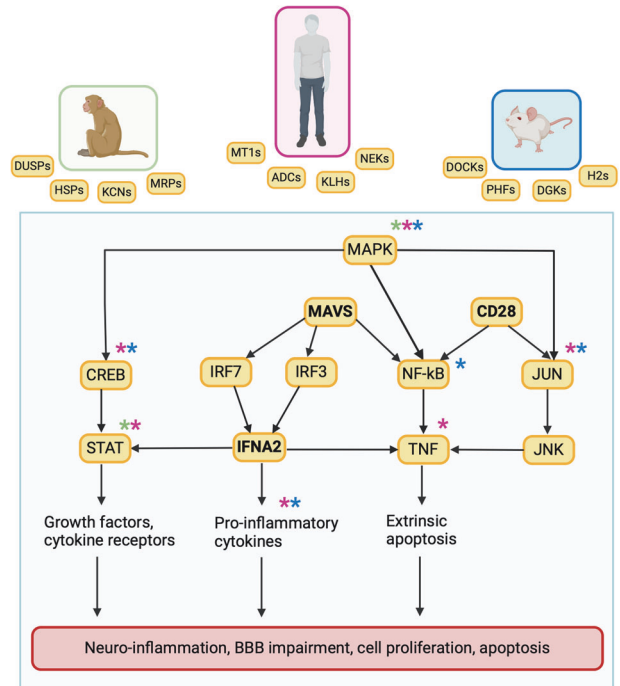 DUSPs
HSPs
KCNs
MRPs
MT1s
ADCs
KLHs
NEKs
DOCKs
PHFs
DGKs
H2s
***
MAPK
MAVS
CD28
**
CREB
IRF7
IRF3
NF-kB
*
**
JUN
**
STAT
IFNA2
*
TNF
JNK
**
Growth factors,
cytokine receptors
Pro-inflammatory
cytokines
Extrinsic
apoptosis
Neuro-inflammation, BBB impairment, cell proliferation, apoptosis